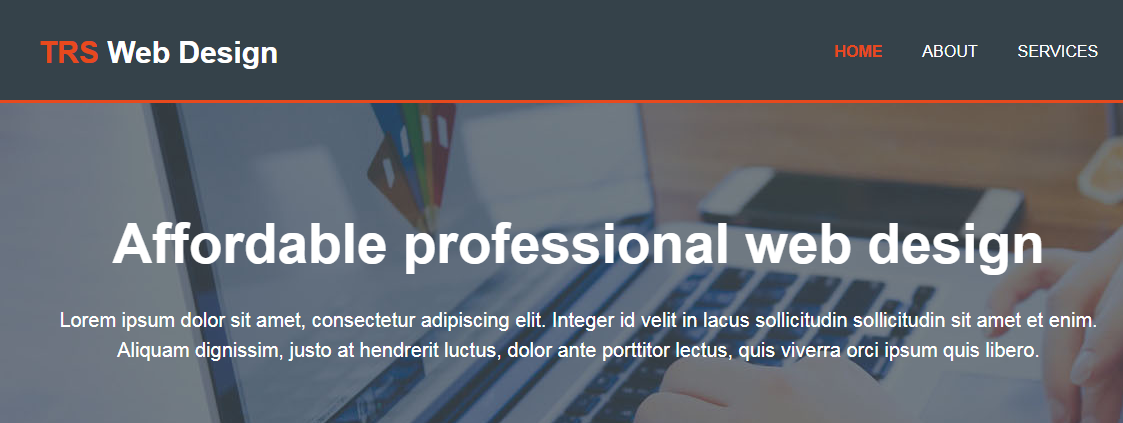 TRS Web Design
HOME ABOUT SERVICES
Affordable professional web design
Lorem ipsum dolor sit amet, consectetur adipiscing elit. Integer id velit in lacus sollicitudin sollicitudin sit amet et enim.
Aliquam dignissim, justo at hendrerit luctus, dolor ante porttitor lectus, quis viverra orci ipsum quis libero.